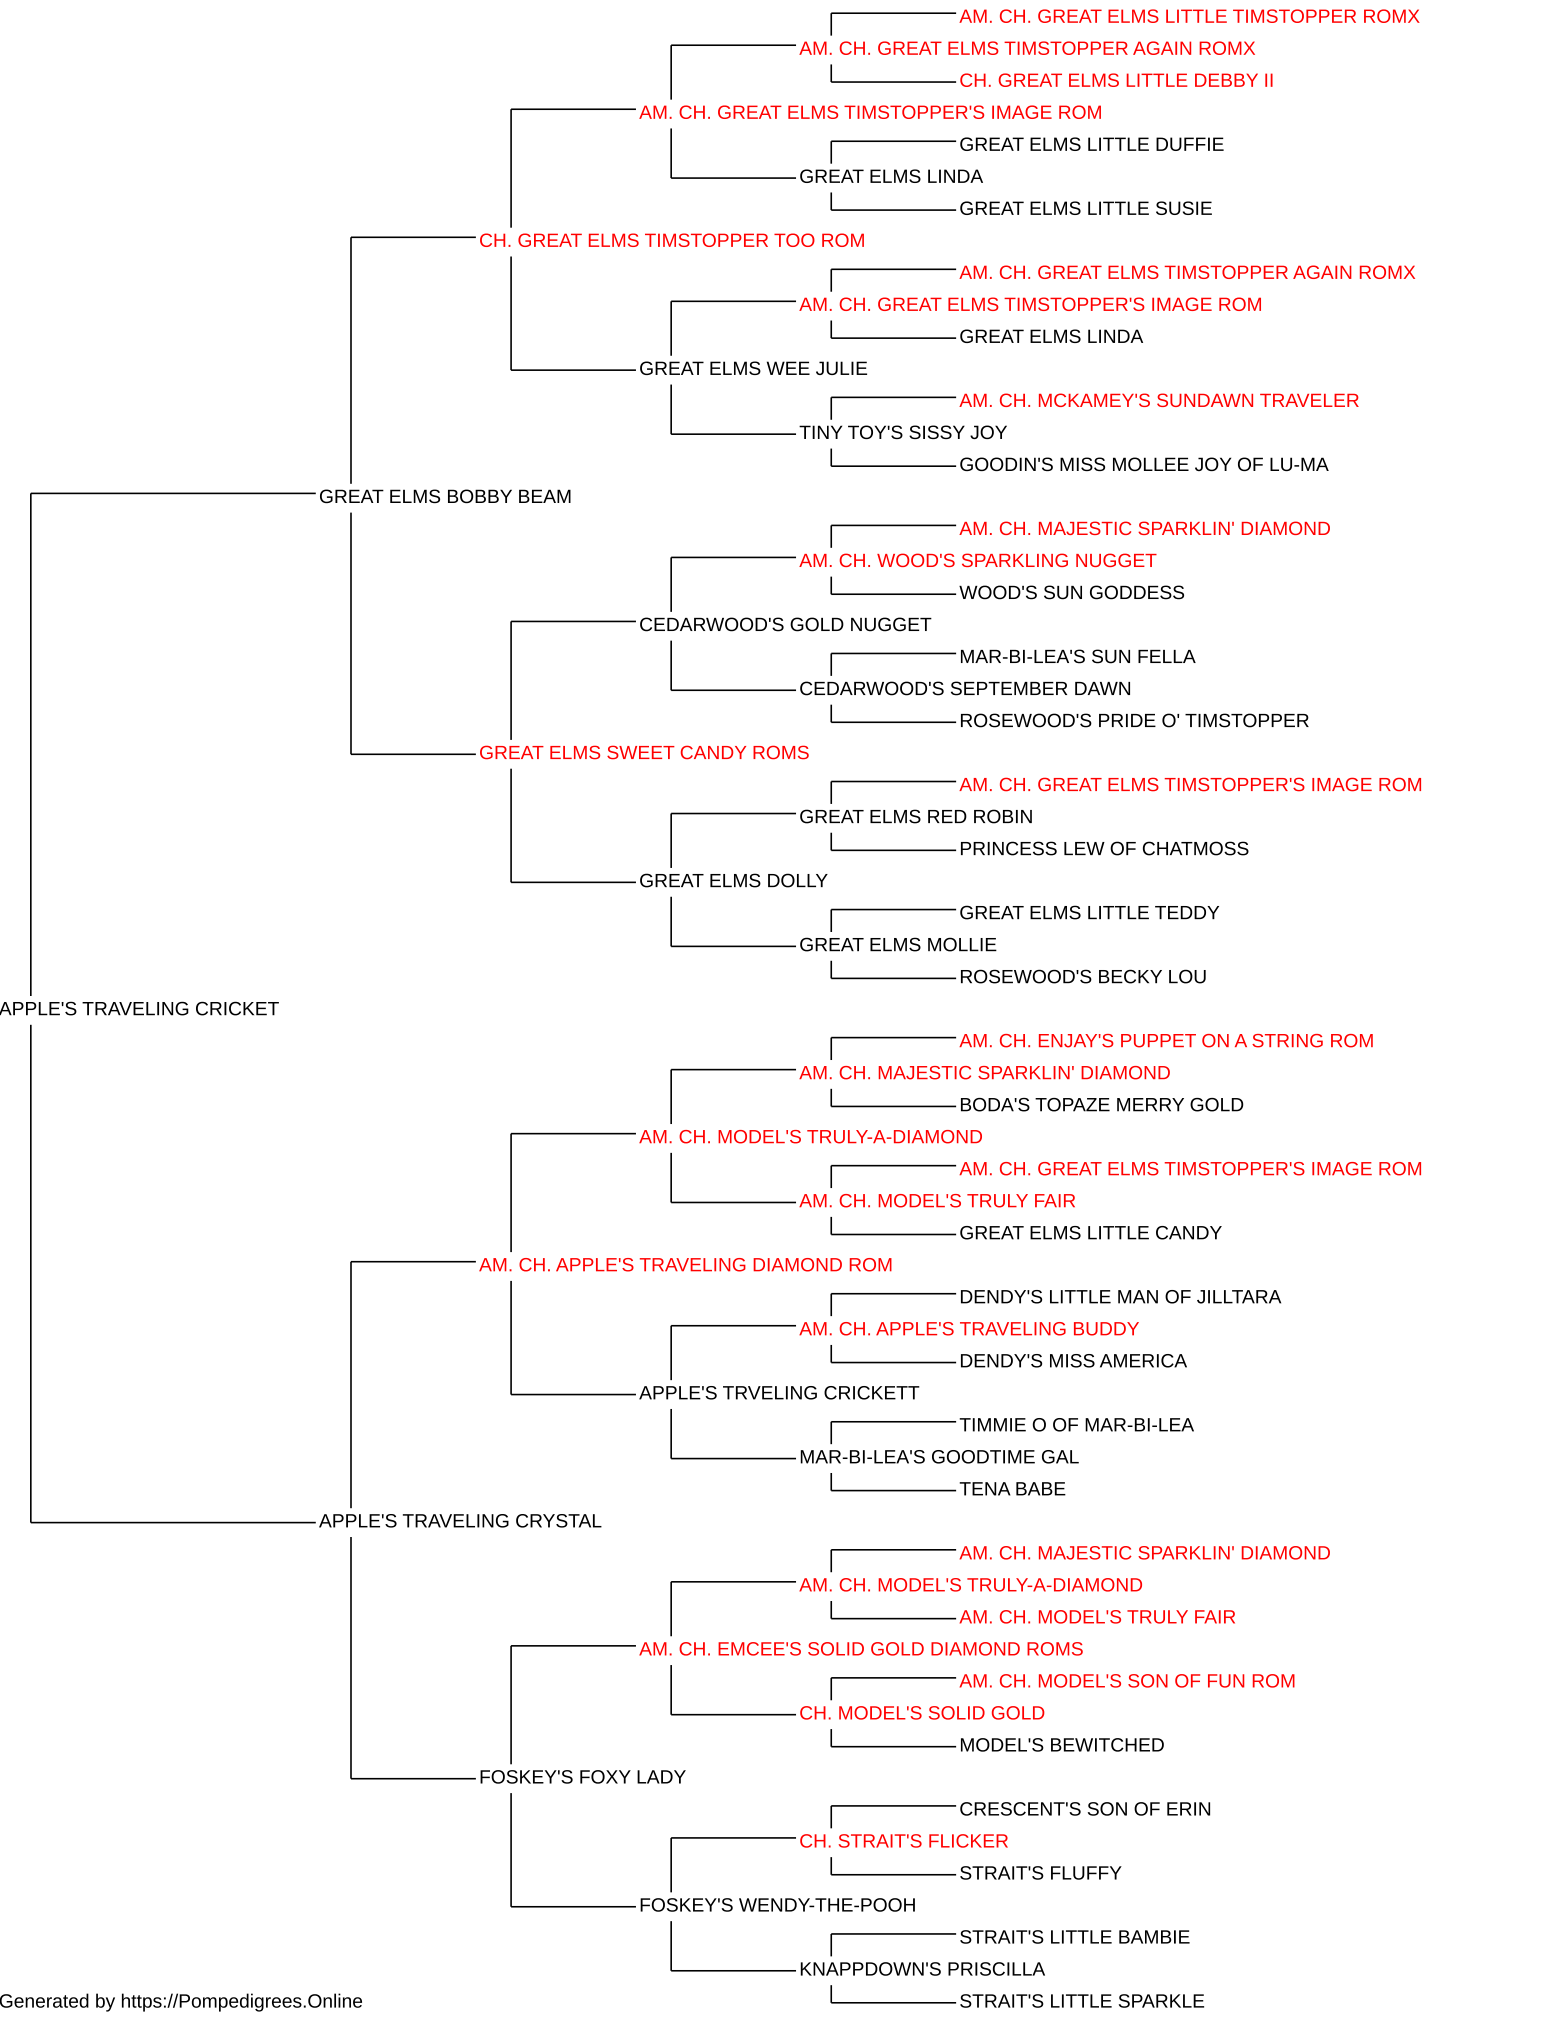 AM. CH. GREAT ELMS LITTLE TIMSTOPPER ROMX
AM. CH. GREAT ELMS TIMSTOPPER AGAIN ROMX
CH. GREAT ELMS LITTLE DEBBY II
AM. CH. GREAT ELMS TIMSTOPPER'S IMAGE ROM
GREAT ELMS LITTLE DUFFIE
GREAT ELMS LINDA
GREAT ELMS LITTLE SUSIE
CH. GREAT ELMS TIMSTOPPER TOO ROM
AM. CH. GREAT ELMS TIMSTOPPER AGAIN ROMX
AM. CH. GREAT ELMS TIMSTOPPER'S IMAGE ROM
GREAT ELMS LINDA
GREAT ELMS WEE JULIE
AM. CH. MCKAMEY'S SUNDAWN TRAVELER
TINY TOY'S SISSY JOY
GOODIN'S MISS MOLLEE JOY OF LU-MA
GREAT ELMS BOBBY BEAM
AM. CH. MAJESTIC SPARKLIN' DIAMOND
AM. CH. WOOD'S SPARKLING NUGGET
WOOD'S SUN GODDESS
CEDARWOOD'S GOLD NUGGET
MAR-BI-LEA'S SUN FELLA
CEDARWOOD'S SEPTEMBER DAWN
ROSEWOOD'S PRIDE O' TIMSTOPPER
GREAT ELMS SWEET CANDY ROMS
AM. CH. GREAT ELMS TIMSTOPPER'S IMAGE ROM
GREAT ELMS RED ROBIN
PRINCESS LEW OF CHATMOSS
GREAT ELMS DOLLY
GREAT ELMS LITTLE TEDDY
GREAT ELMS MOLLIE
ROSEWOOD'S BECKY LOU
APPLE'S TRAVELING CRICKET
AM. CH. ENJAY'S PUPPET ON A STRING ROM
AM. CH. MAJESTIC SPARKLIN' DIAMOND
BODA'S TOPAZE MERRY GOLD
AM. CH. MODEL'S TRULY-A-DIAMOND
AM. CH. GREAT ELMS TIMSTOPPER'S IMAGE ROM
AM. CH. MODEL'S TRULY FAIR
GREAT ELMS LITTLE CANDY
AM. CH. APPLE'S TRAVELING DIAMOND ROM
DENDY'S LITTLE MAN OF JILLTARA
AM. CH. APPLE'S TRAVELING BUDDY
DENDY'S MISS AMERICA
APPLE'S TRVELING CRICKETT
TIMMIE O OF MAR-BI-LEA
MAR-BI-LEA'S GOODTIME GAL
TENA BABE
APPLE'S TRAVELING CRYSTAL
AM. CH. MAJESTIC SPARKLIN' DIAMOND
AM. CH. MODEL'S TRULY-A-DIAMOND
AM. CH. MODEL'S TRULY FAIR
AM. CH. EMCEE'S SOLID GOLD DIAMOND ROMS
AM. CH. MODEL'S SON OF FUN ROM
CH. MODEL'S SOLID GOLD
MODEL'S BEWITCHED
FOSKEY'S FOXY LADY
CRESCENT'S SON OF ERIN
CH. STRAIT'S FLICKER
STRAIT'S FLUFFY
FOSKEY'S WENDY-THE-POOH
STRAIT'S LITTLE BAMBIE
KNAPPDOWN'S PRISCILLA
STRAIT'S LITTLE SPARKLE
Generated by https://Pompedigrees.Online